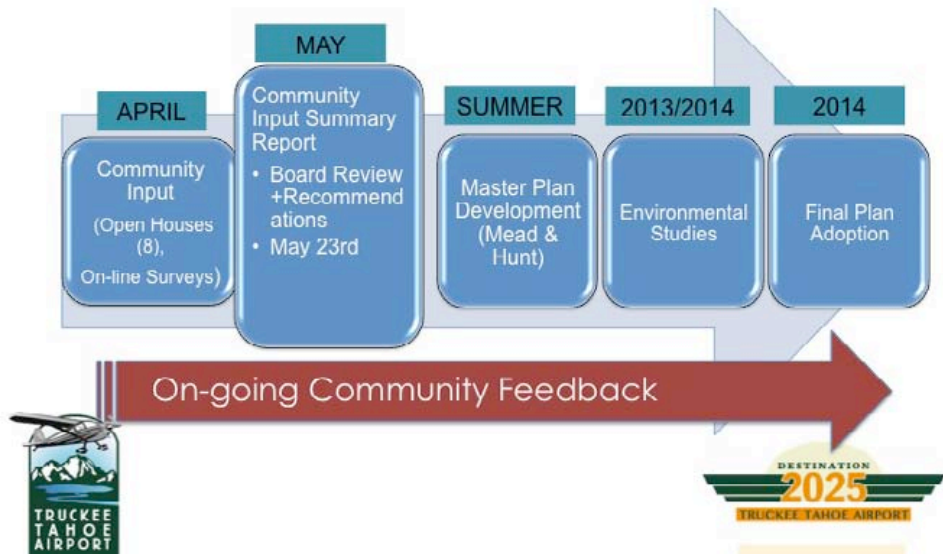 APRIL
Community
Input
(Open Houses
(8),
On-line Surveys)
MAY
Community
Input Summary
Report
• Board Review
+Recommend
ations
• May 23rd
SUMMER
Master Plan
Development
(Mead &
Hunt)
2013/2014
Environmental
Studies
2014
Final Plan
Adoption
On-going Community Feedback
TRUCKEE
TAHOE
AIRPORT
DESTINATION
2025
TRUCKEE TAHOE AIRPORT